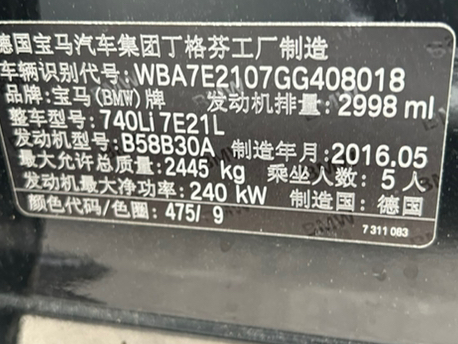 德国宝马汽车集团丁格芬工厂制造
车辆识别代号:WBA7E2107GG408018
品牌:宝马(BMW)牌 发动机排量:2998 ml
整车型号:740Li 7E21L
发动机型号:B58B30A 制造年月:2016.05
最大允许总质量:2445 kg 乘坐人数:5人
发动机最大净功率:240 kW 制造国:德国
颜色代码/色圈:475/ 9
7 311 083